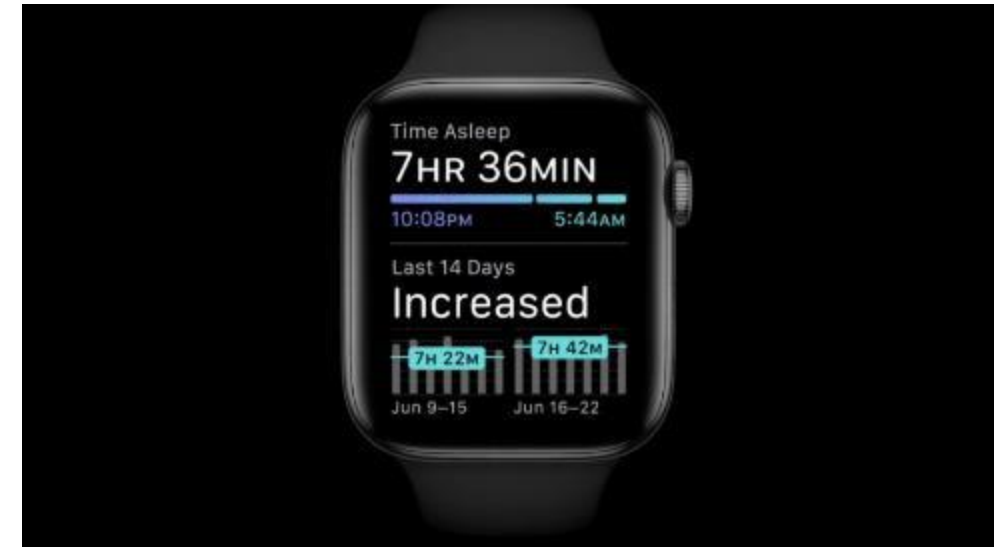 Time Asleep
7HR 36MIN
10:08PM 5:44AM
Last 14 Days
Increased
7H 22M 7H 42M
Jun 9–15 Jun 16–22